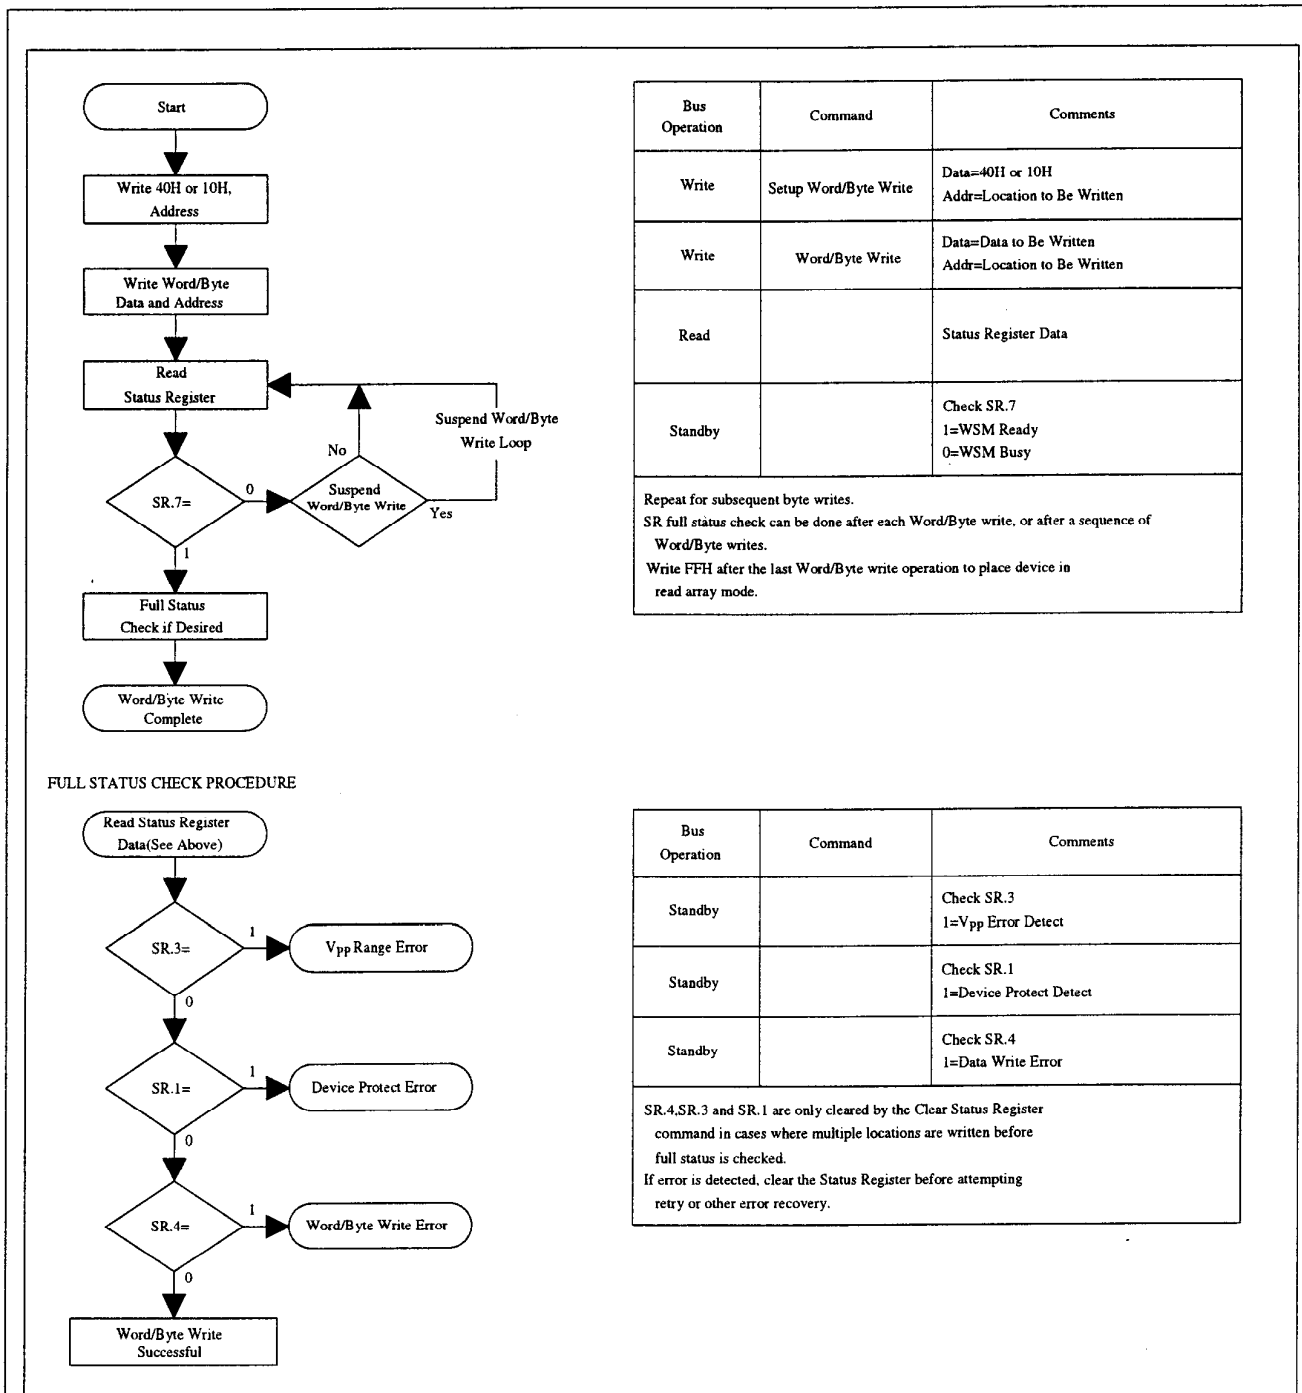 Start
Write 40H or 10H,
Address
Write Word/Byte
Data and Address
Read
Status Register
Suspend Word/Byte
Write Loop
No
SR.7=
0
Suspend
Word/Byte Write
Yes
1
Full Status
Check if Desired
Word/Byte Write
Complete
Bus
Operation
Command
Comments
Write
Setup Word/Byte Write
Data=40H or 10H
Addr=Location to Be Written
Write
Word/Byte Write
Data=Data to Be Written
Addr=Location to Be Written
Read
Status Register Data
Standby
Check SR.7
1=WSM Ready
0=WSM Busy
Repeat for subsequent byte writes.
SR full status check can be done after each Word/Byte write, or after a sequence of
Word/Byte writes.
Write FFH after the last Word/Byte write operation to place device in
read array mode.
FULL STATUS CHECK PROCEDURE
Read Status Register
Data(See Above)
SR.3=
1
Vpp Range Error
0
SR.1=
1
Device Protect Error
0
SR.4=
1
Word/Byte Write Error
0
Word/Byte Write
Successful
Bus
Operation
Command
Comments
Standby
Check SR.3
1=Vpp Error Detect
Standby
Check SR.1
1=Device Protect Detect
Standby
Check SR.4
1=Data Write Error
SR.4,SR.3 and SR.1 are only cleared by the Clear Status Register
command in cases where multiple locations are written before
full status is checked.
If error is detected, clear the Status Register before attempting
retry or other error recovery.